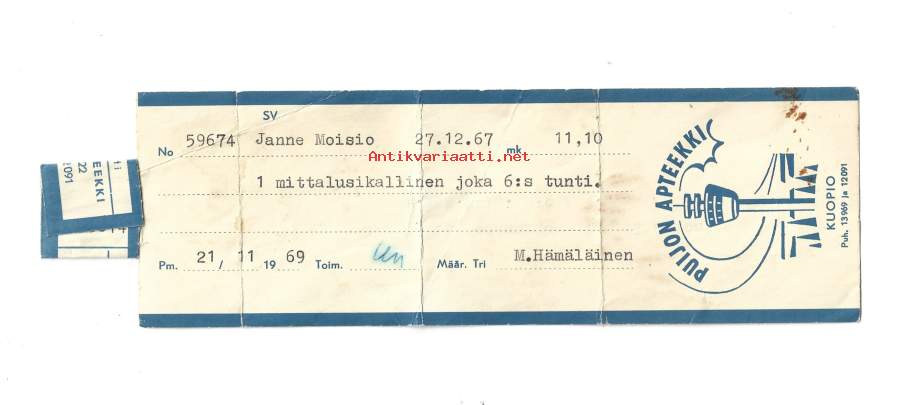 SV
No 59674 Janne Moisio 27.12.67 mk 11,10
Antikvariaatti.net
1 mittalusikallinen joka 6:s tunti.
Pm. 21 / 11 19 69 Toim. Määr. Tri M.Hämäläinen
PUIJON APTEEKKI
KUOPIO
Puh. 13969 ja 12091
EEKKI
22
1091